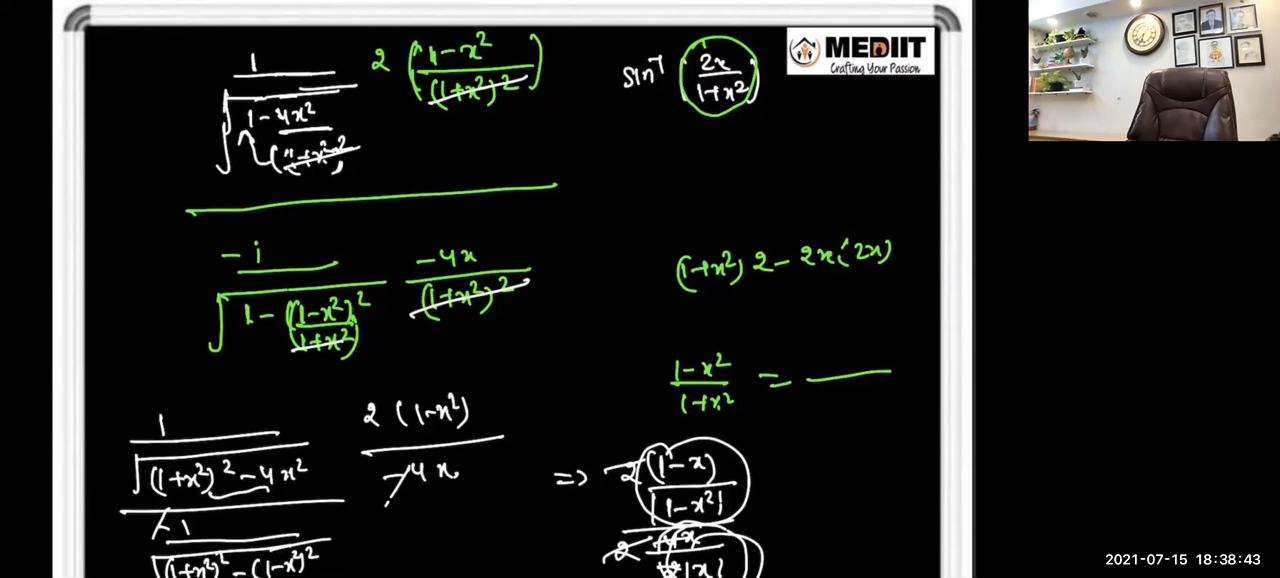 1
√(1 - 4x²/(1+x²)²)
2 ((1-x²)/(1+x²)²)
sin⁻¹ (2x/(1+x²))
MEDIIT
Crafting Your Passion
-1
√(1 - ((1-x²)/(1+x²))²)
-4x/(1+x²)²
(1+x²) 2 - 2x(2x)
(1-x²)/(1+x²) = —
1
√((1+x²)² - 4x²)
2 (1-x²)
-4x
-1
√((1+x²)² - (1-x²)²)
=>
2 (1-x)
|1-x²|
2
|x|
2021-07-15 18:38:43